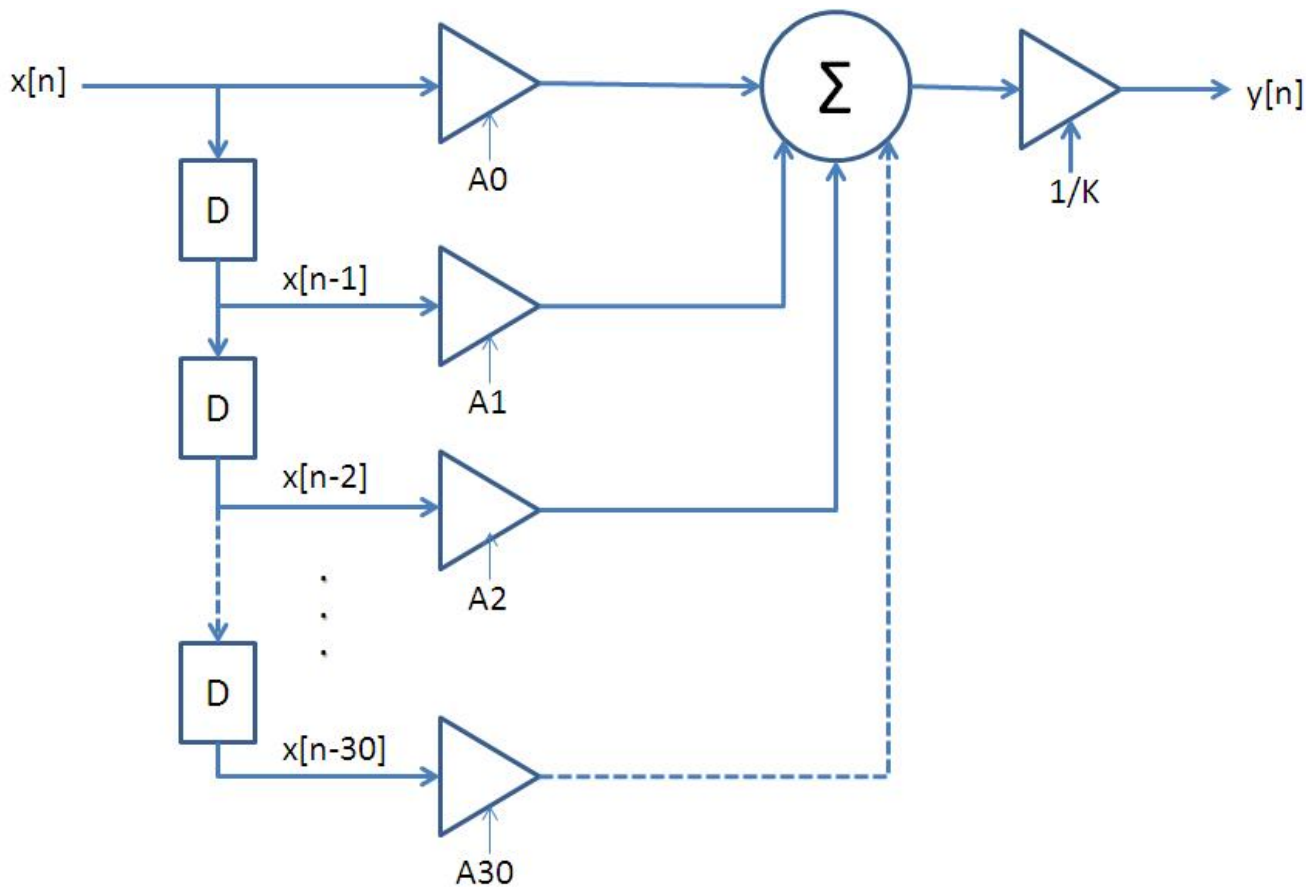 x[n]
A0
Σ
1/K
y[n]
D
x[n-1]
A1
D
x[n-2]
A2
.
.
.
D
x[n-30]
A30